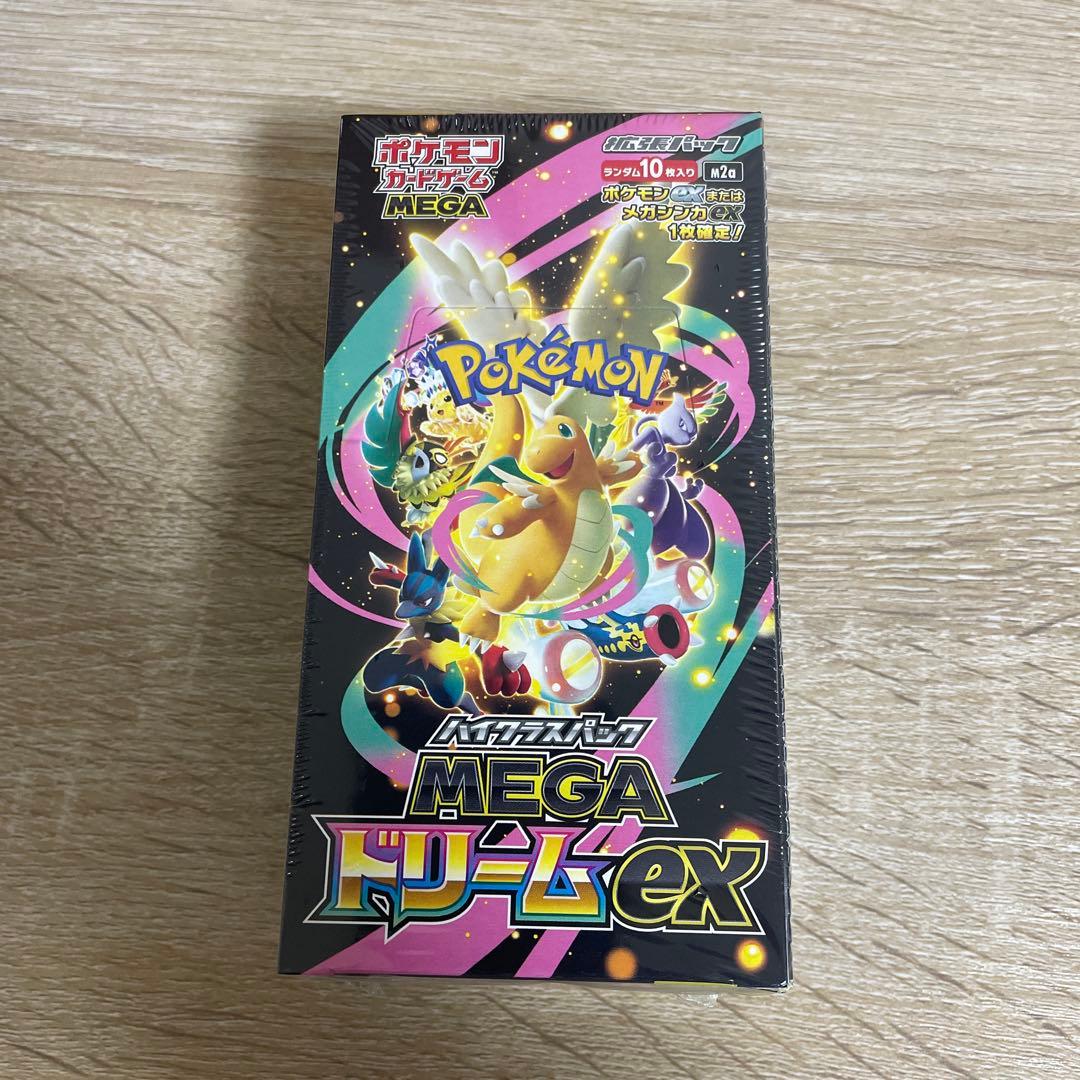 ポケモン
カードゲーム
MEGA
拡張パック
ランダム10枚入り M2a
ポケモンexまたは
メガシンカex
1枚確定!
POKéMON
TM
ハイクラスパック
MEGA
ドリームex